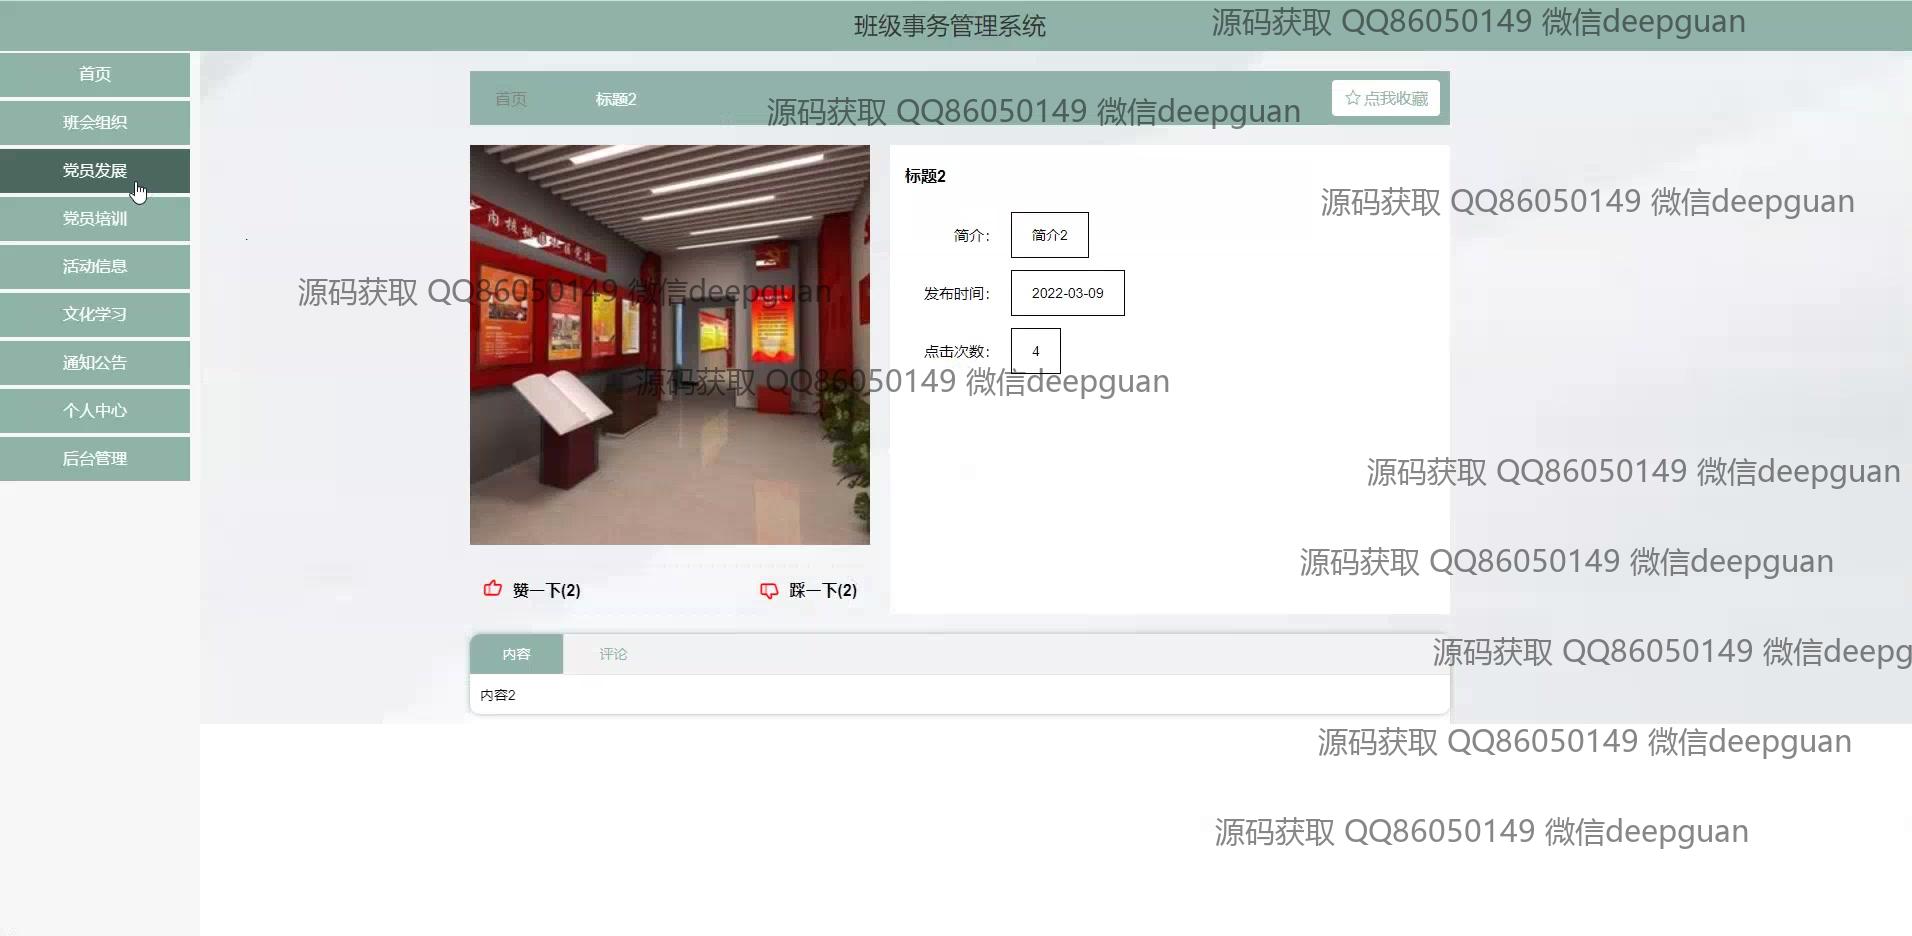 班级事务管理系统
源码获取 QQ86050149 微信deepguan
首页
班会组织
党员发展
党员培训
活动信息
文化学习
通知公告
个人中心
后台管理
首页 标题2
☆点我收藏
源码获取 QQ86050149 微信deepguan
标题2
源码获取 QQ86050149 微信deepguan
简介: 简介2
发布时间: 2022-03-09
源码获取 QQ86050149 微信deepguan
点击次数: 4
源码获取 QQ86050149 微信deepguan
源码获取 QQ86050149 微信deepguan
源码获取 QQ86050149 微信deepguan
赞一下(2) 踩一下(2)
内容 评论
源码获取 QQ86050149 微信deepg
内容2
源码获取 QQ86050149 微信deepguan
源码获取 QQ86050149 微信deepguan